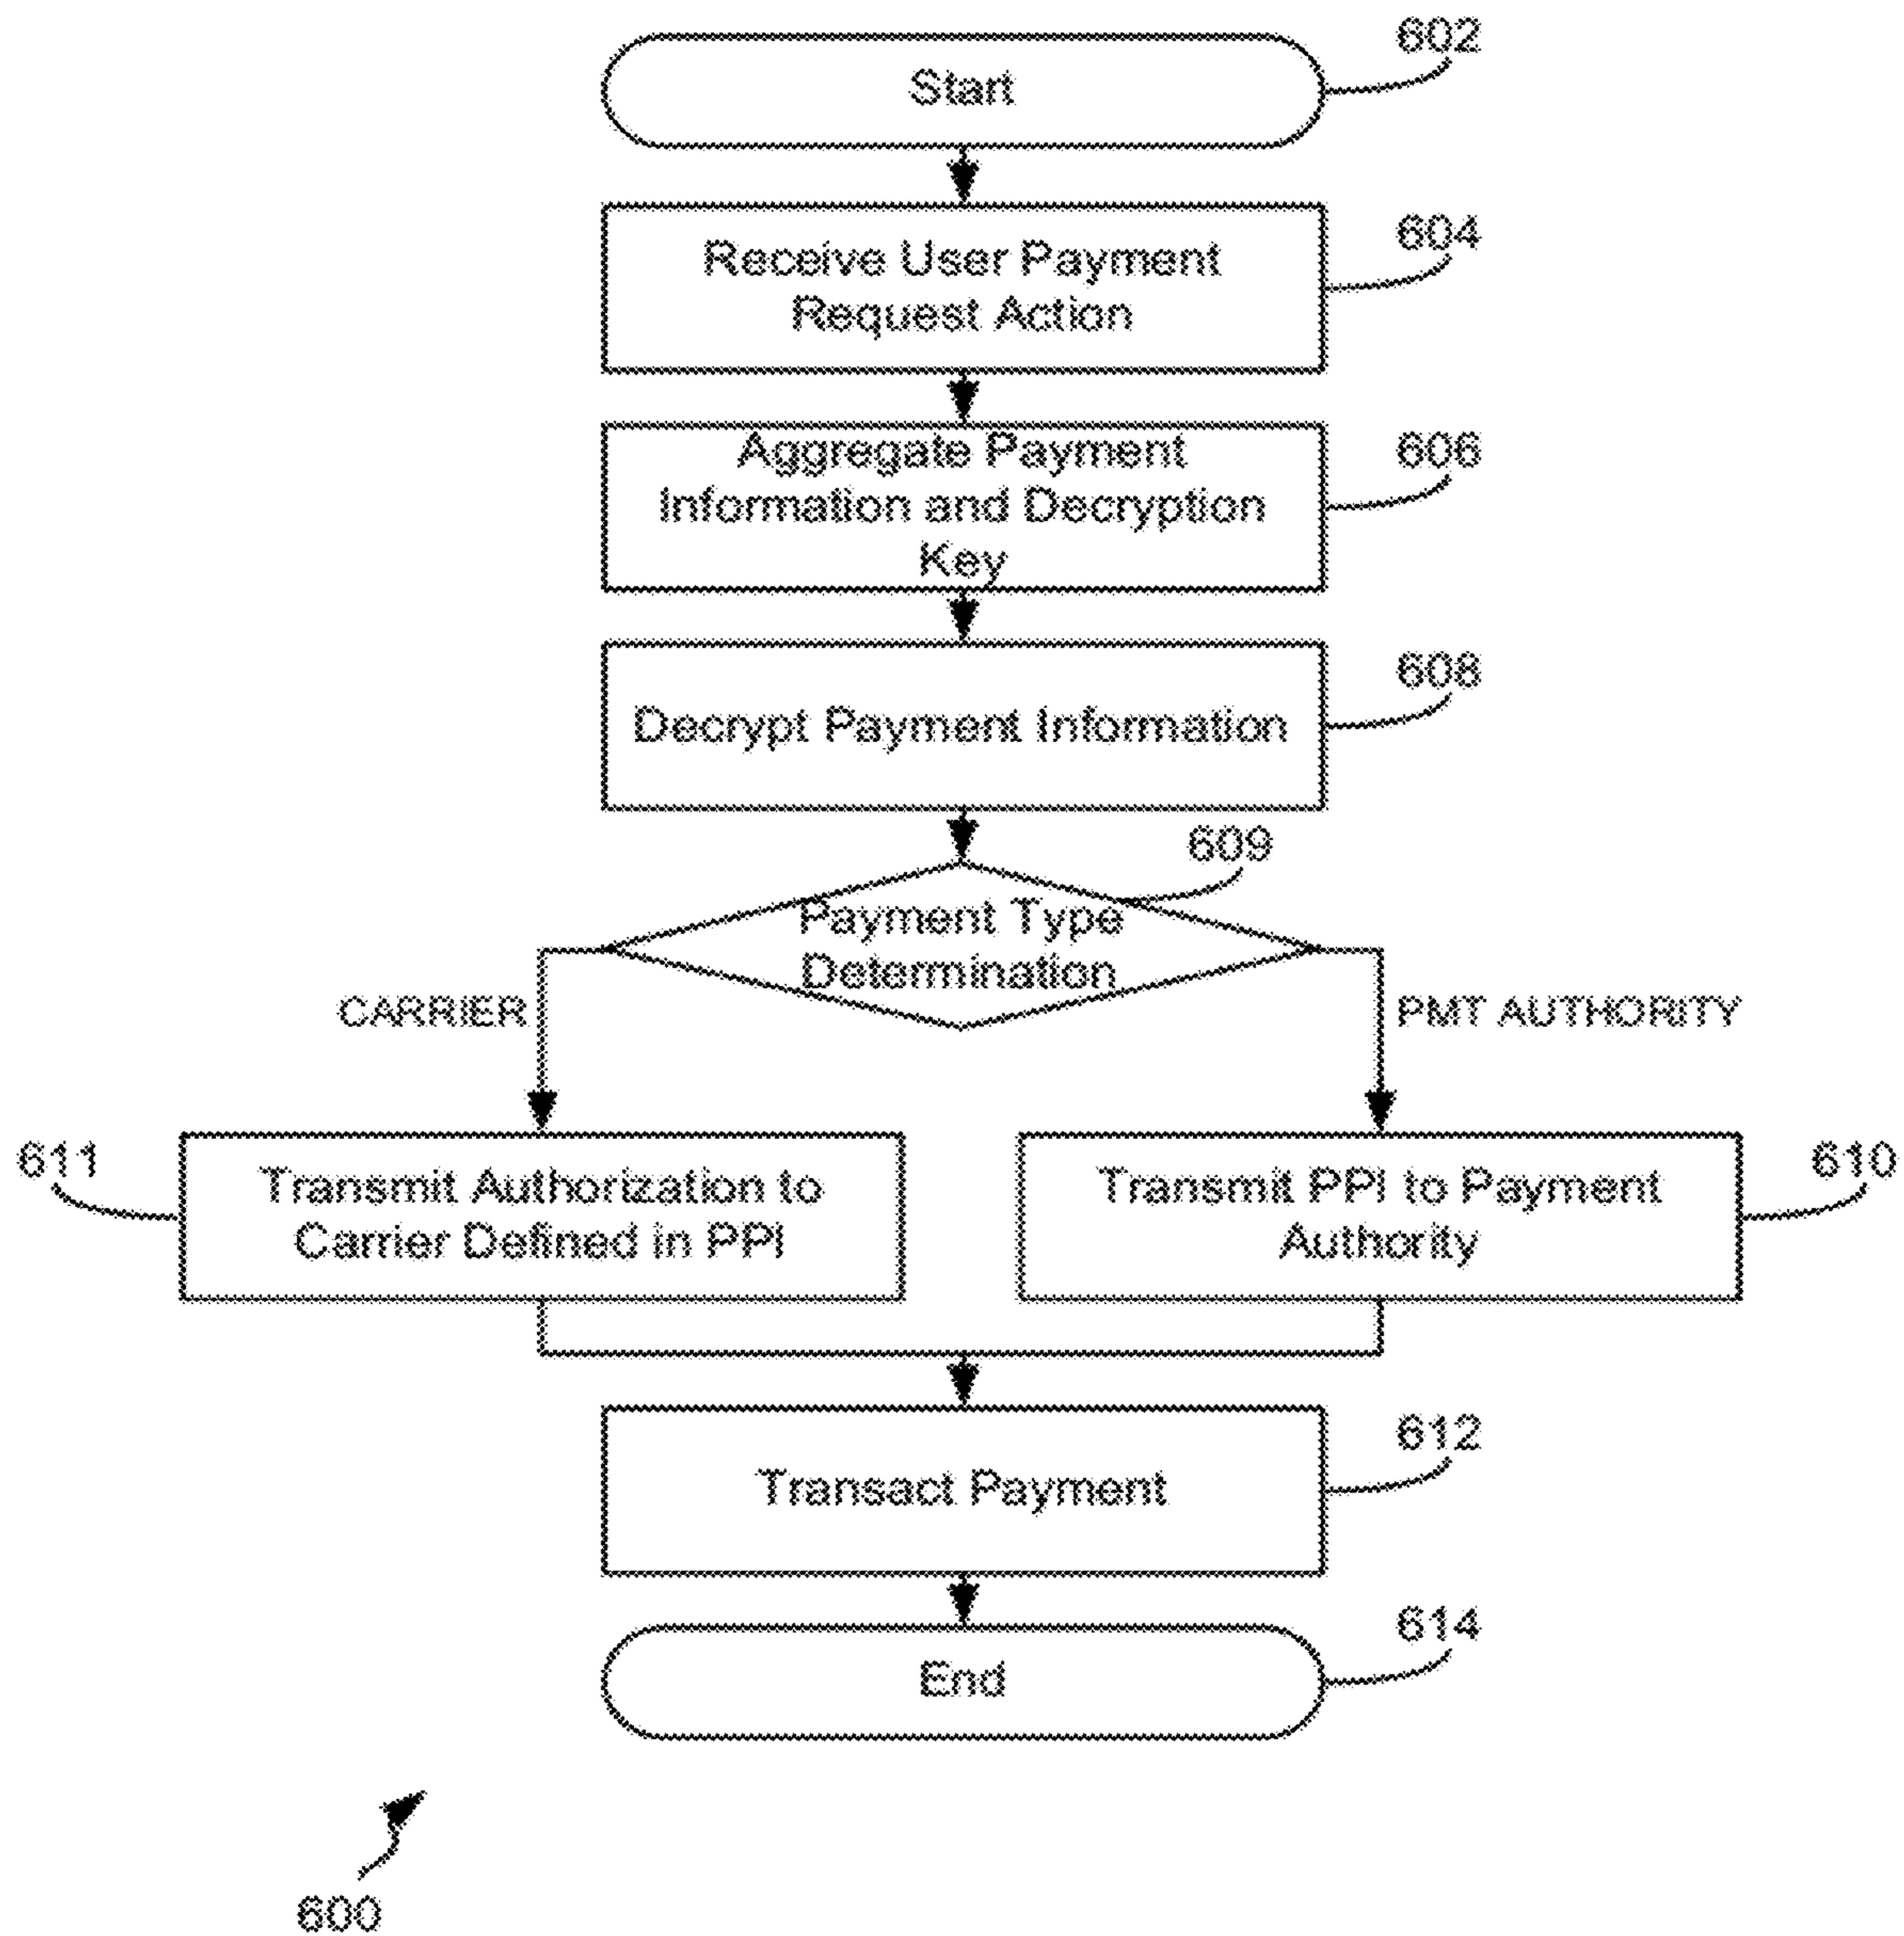 602
Start
604
Receive User Payment
Request Action
606
Aggregate Payment
Information and Decryption
Key
608
Decrypt Payment Information
609
Payment Type
Determination
CARRIER
PMT AUTHORITY
611
Transmit Authorization to
Carrier Defined in PPI
610
Transmit PPI to Payment
Authority
612
Transact Payment
614
End
600